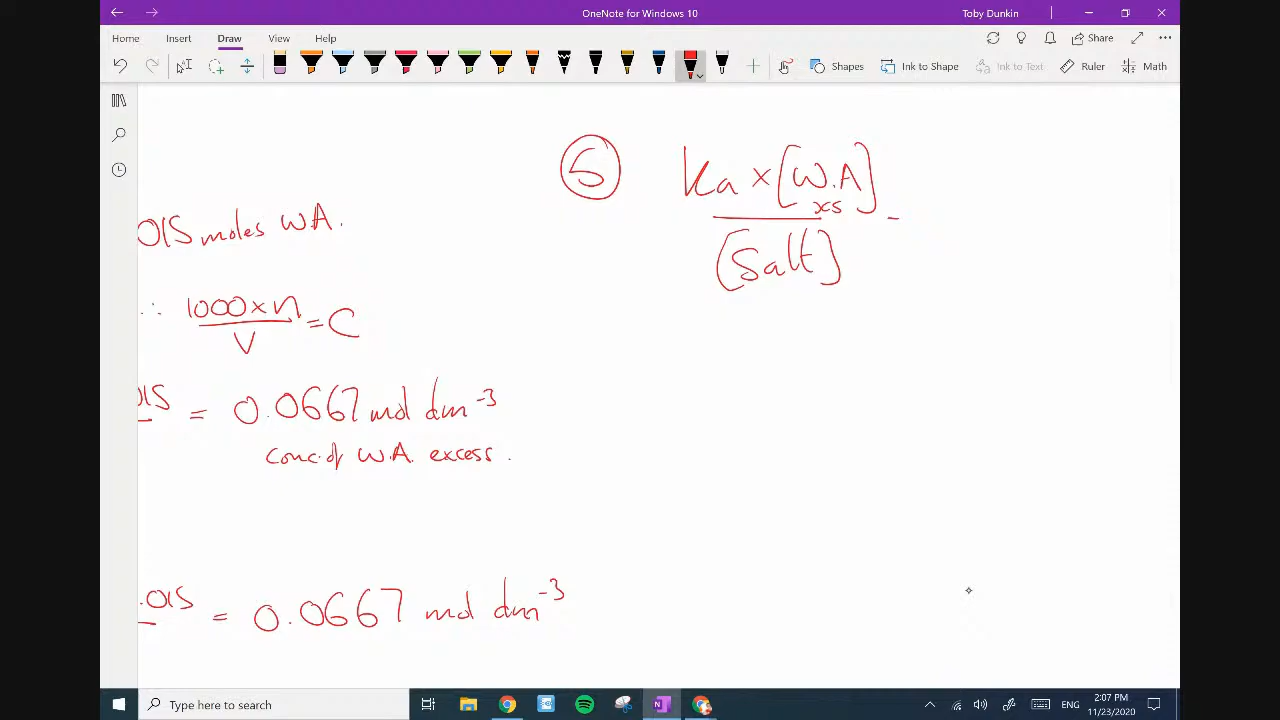 OneNote for Windows 10
Toby Dunkin
Home Insert Draw View Help
Share
Shapes Ink to Shape Ink to Text Ruler Math
⑤ Ka × [W.A xs]
[Salt] -
.015 moles W.A.
∴ 1000 × n
V = C
.015 = 0.0667 mol dm⁻³
conc. of W.A. excess.
.015 = 0.0667 mol dm⁻³
Type here to search
ENG
2:07 PM
11/23/2020